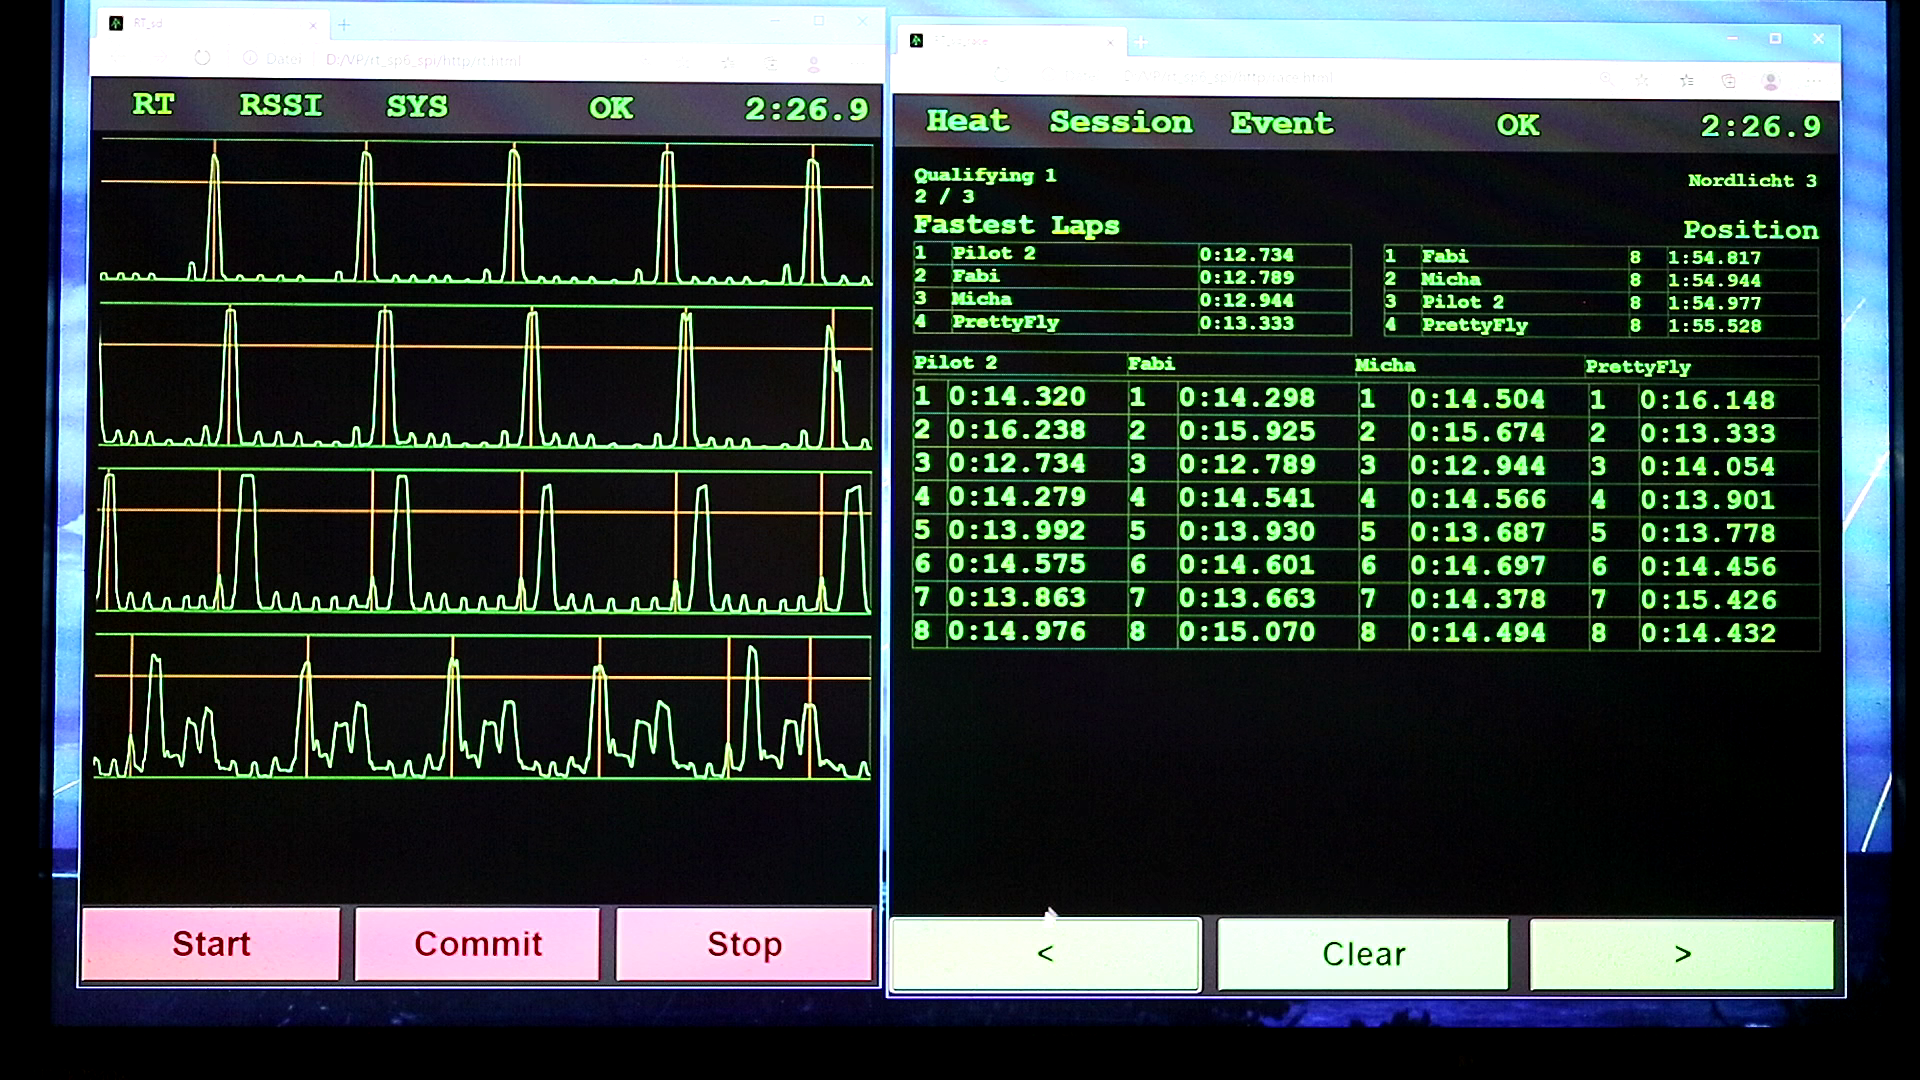 RT_sd
Datei D:/VP/rt_sp6_spi/http/rt.html
RT RSSI SYS OK 2:26.9
Start Commit Stop
Heat Session Event OK 2:26.9
Qualifying 1 Nordlicht 3
2 / 3
Fastest Laps Position
1 Pilot 2 0:12.734 1 Fabi 8 1:54.817
2 Fabi 0:12.789 2 Micha 8 1:54.944
3 Micha 0:12.944 3 Pilot 2 8 1:54.977
4 PrettyFly 0:13.333 4 PrettyFly 8 1:55.528
Pilot 2 Fabi Micha PrettyFly
1 0:14.320 1 0:14.298 1 0:14.504 1 0:16.148
2 0:16.238 2 0:15.925 2 0:15.674 2 0:13.333
3 0:12.734 3 0:12.789 3 0:12.944 3 0:14.054
4 0:14.279 4 0:14.541 4 0:14.566 4 0:13.901
5 0:13.992 5 0:13.930 5 0:13.687 5 0:13.778
6 0:14.575 6 0:14.601 6 0:14.697 6 0:14.456
7 0:13.863 7 0:13.663 7 0:14.378 7 0:15.426
8 0:14.976 8 0:15.070 8 0:14.494 8 0:14.432
< Clear >